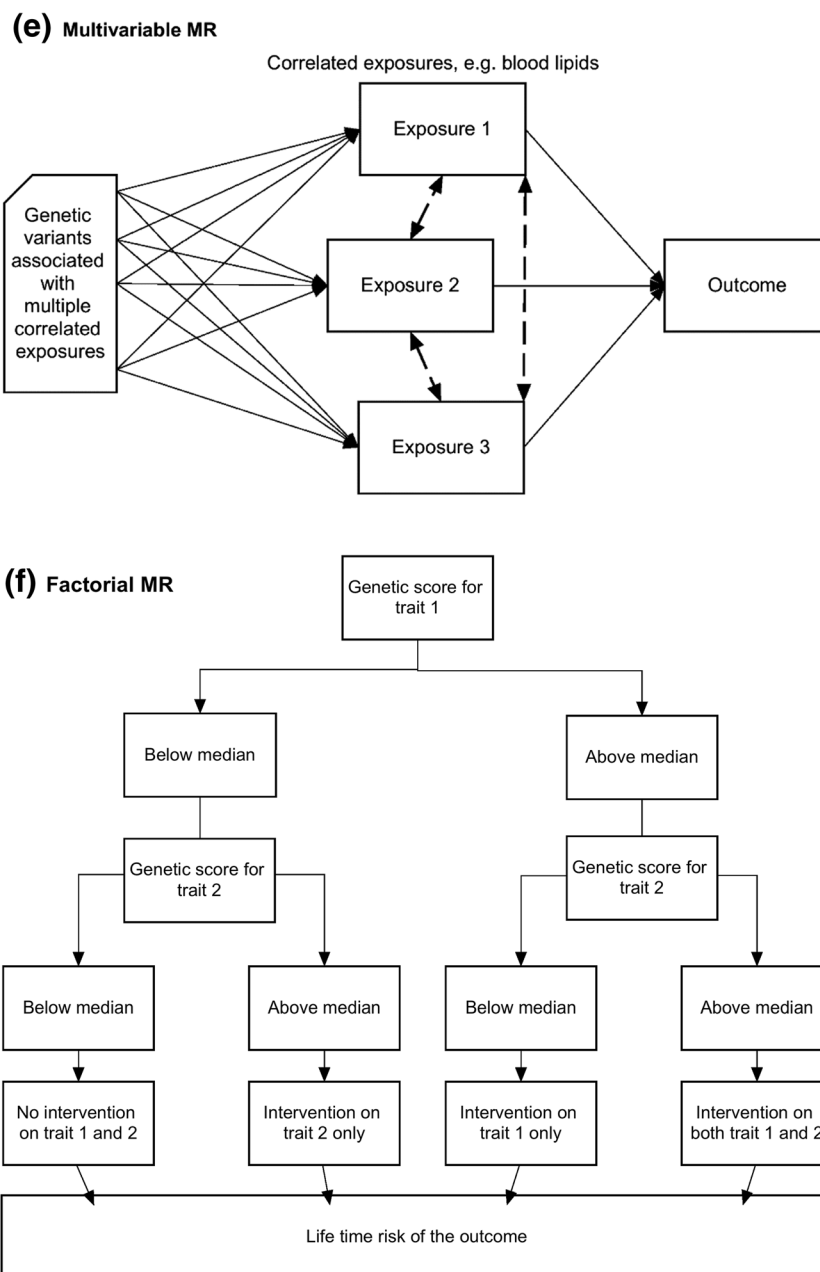 (e) Multivariable MR
Correlated exposures, e.g. blood lipids
Exposure 1
Genetic
variants
associated
with
multiple
correlated
exposures
Exposure 2
Outcome
Exposure 3
(f) Factorial MR
Genetic score for
trait 1
Below median
Above median
Genetic score for
trait 2
Genetic score for
trait 2
Below median
Above median
Below median
Above median
No intervention
on trait 1 and 2
Intervention on
trait 2 only
Intervention on
trait 1 only
Intervention on
both trait 1 and 2
Life time risk of the outcome